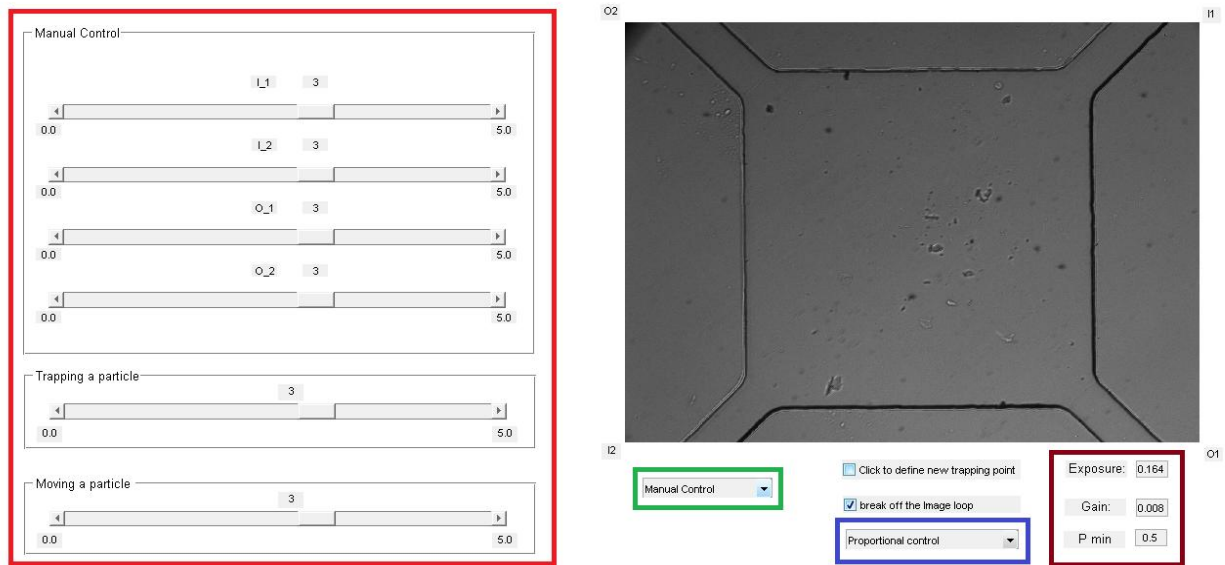 Manual Control
I_1 3
0.0 5.0
I_2 3
0.0 5.0
O_1 3
0.0 5.0
O_2 3
0.0 5.0
Trapping a particle
3
0.0 5.0
Moving a particle
3
0.0 5.0
O2 I1
I2 O1
Manual Control
Click to define new trapping point
break off the Image loop
Proportional control
Exposure: 0.164
Gain: 0.008
P min 0.5